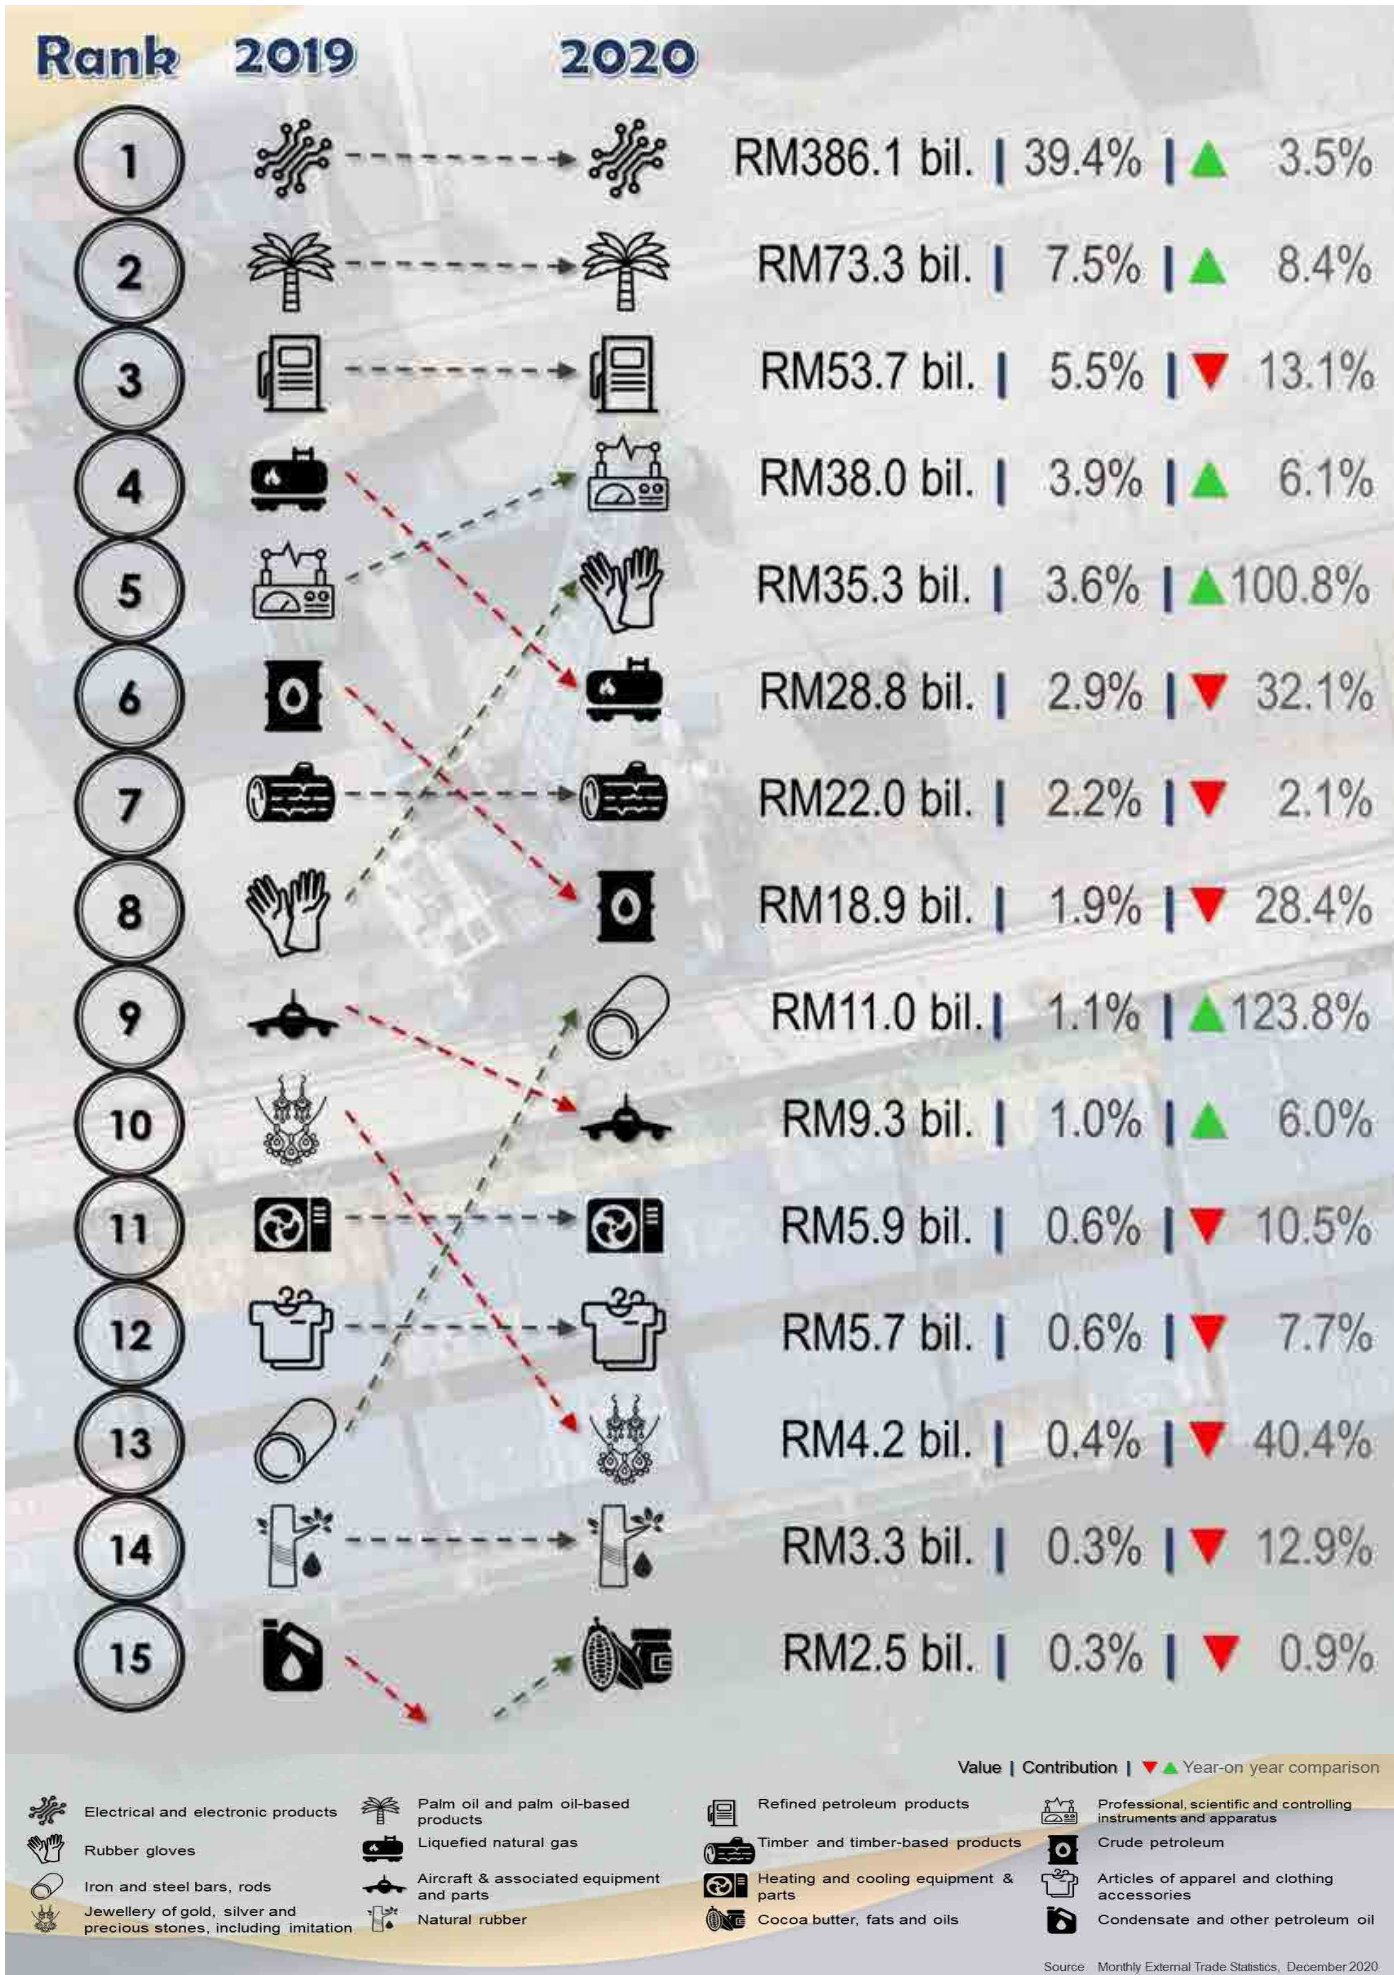 Rank 2019 2020
1 RM386.1 bil. | 39.4% | ▲ 3.5%
2 RM73.3 bil. | 7.5% | ▲ 8.4%
3 RM53.7 bil. | 5.5% | ▼ 13.1%
4 RM38.0 bil. | 3.9% | ▲ 6.1%
5 RM35.3 bil. | 3.6% | ▲ 100.8%
6 RM28.8 bil. | 2.9% | ▼ 32.1%
7 RM22.0 bil. | 2.2% | ▼ 2.1%
8 RM18.9 bil. | 1.9% | ▼ 28.4%
9 RM11.0 bil. | 1.1% | ▲ 123.8%
10 RM9.3 bil. | 1.0% | ▲ 6.0%
11 RM5.9 bil. | 0.6% | ▼ 10.5%
12 RM5.7 bil. | 0.6% | ▼ 7.7%
13 RM4.2 bil. | 0.4% | ▼ 40.4%
14 RM3.3 bil. | 0.3% | ▼ 12.9%
15 RM2.5 bil. | 0.3% | ▼ 0.9%
Value | Contribution | ▼ ▲ Year-on year comparison
Electrical and electronic products
Palm oil and palm oil-based
products
Refined petroleum products
Professional, scientific and controlling
instruments and apparatus
Rubber gloves
Liquefied natural gas
Timber and timber-based products
Crude petroleum
Iron and steel bars, rods
Aircraft & associated equipment
and parts
Heating and cooling equipment &
parts
Articles of apparel and clothing
accessories
Jewellery of gold, silver and
precious stones, including imitation
Natural rubber
Cocoa butter, fats and oils
Condensate and other petroleum oil
Source Monthly External Trade Statistics, December 2020